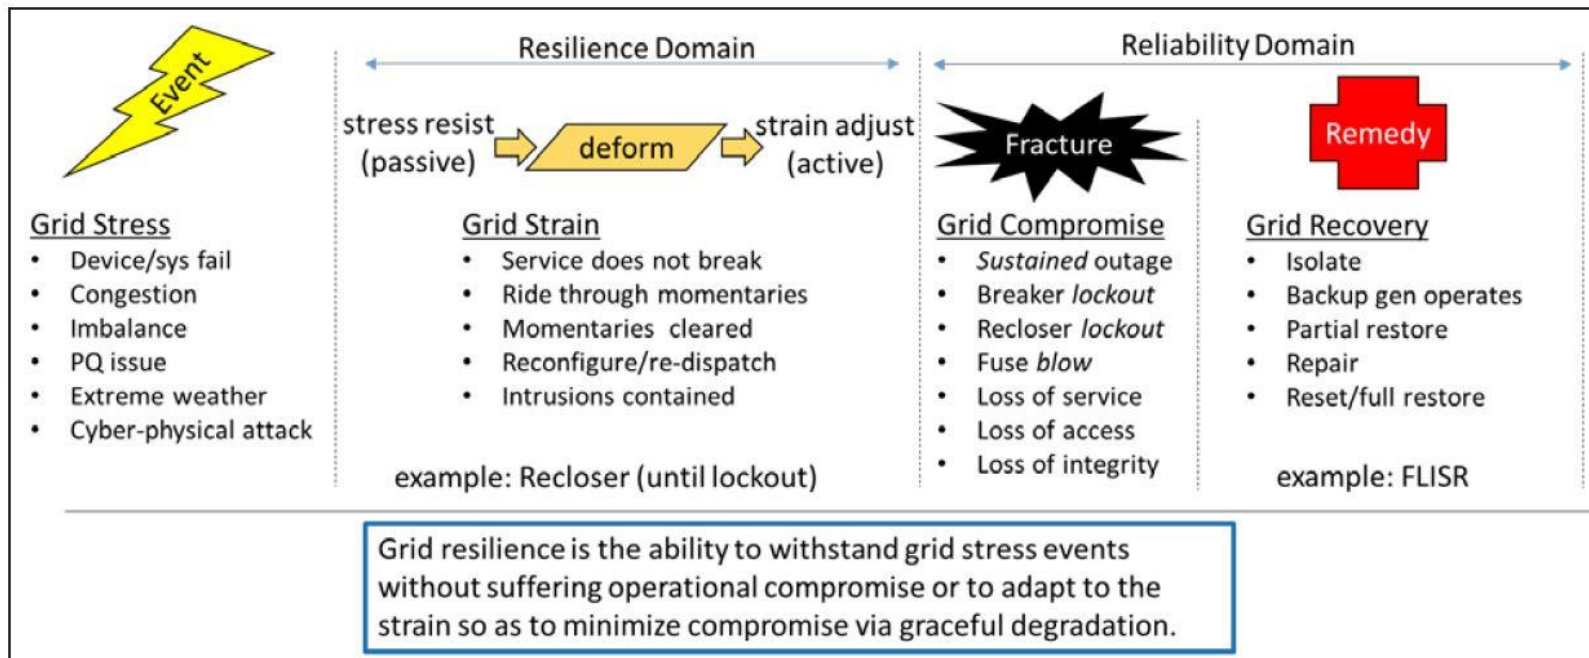 Event
Resilience Domain
Reliability Domain
stress resist
(passive)
deform
strain adjust
(active)
Fracture
Remedy
Grid Stress
• Device/sys fail
• Congestion
• Imbalance
• PQ issue
• Extreme weather
• Cyber-physical attack
Grid Strain
• Service does not break
• Ride through momentaries
• Momentaries cleared
• Reconfigure/re-dispatch
• Intrusions contained
example: Recloser (until lockout)
Grid Compromise
• Sustained outage
• Breaker lockout
• Recloser lockout
• Fuse blow
• Loss of service
• Loss of access
• Loss of integrity
Grid Recovery
• Isolate
• Backup gen operates
• Partial restore
• Repair
• Reset/full restore
example: FLISR
Grid resilience is the ability to withstand grid stress events
without suffering operational compromise or to adapt to the
strain so as to minimize compromise via graceful degradation.